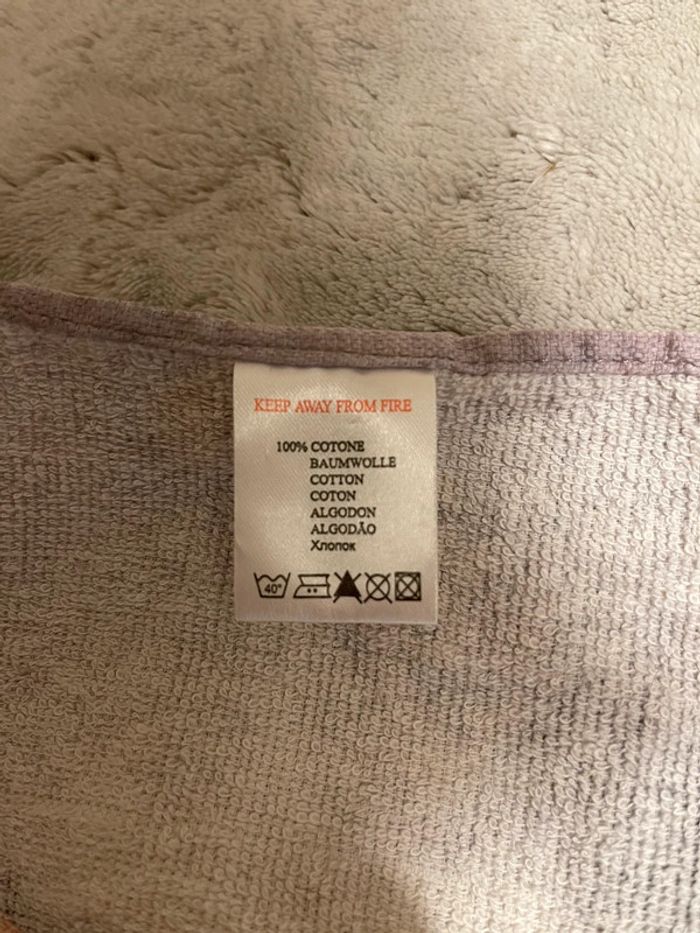 KEEP AWAY FROM FIRE
100% COTONE
BAUMWOLLE
COTTON
COTON
ALGODON
ALGODÃO
Хлопок
40°